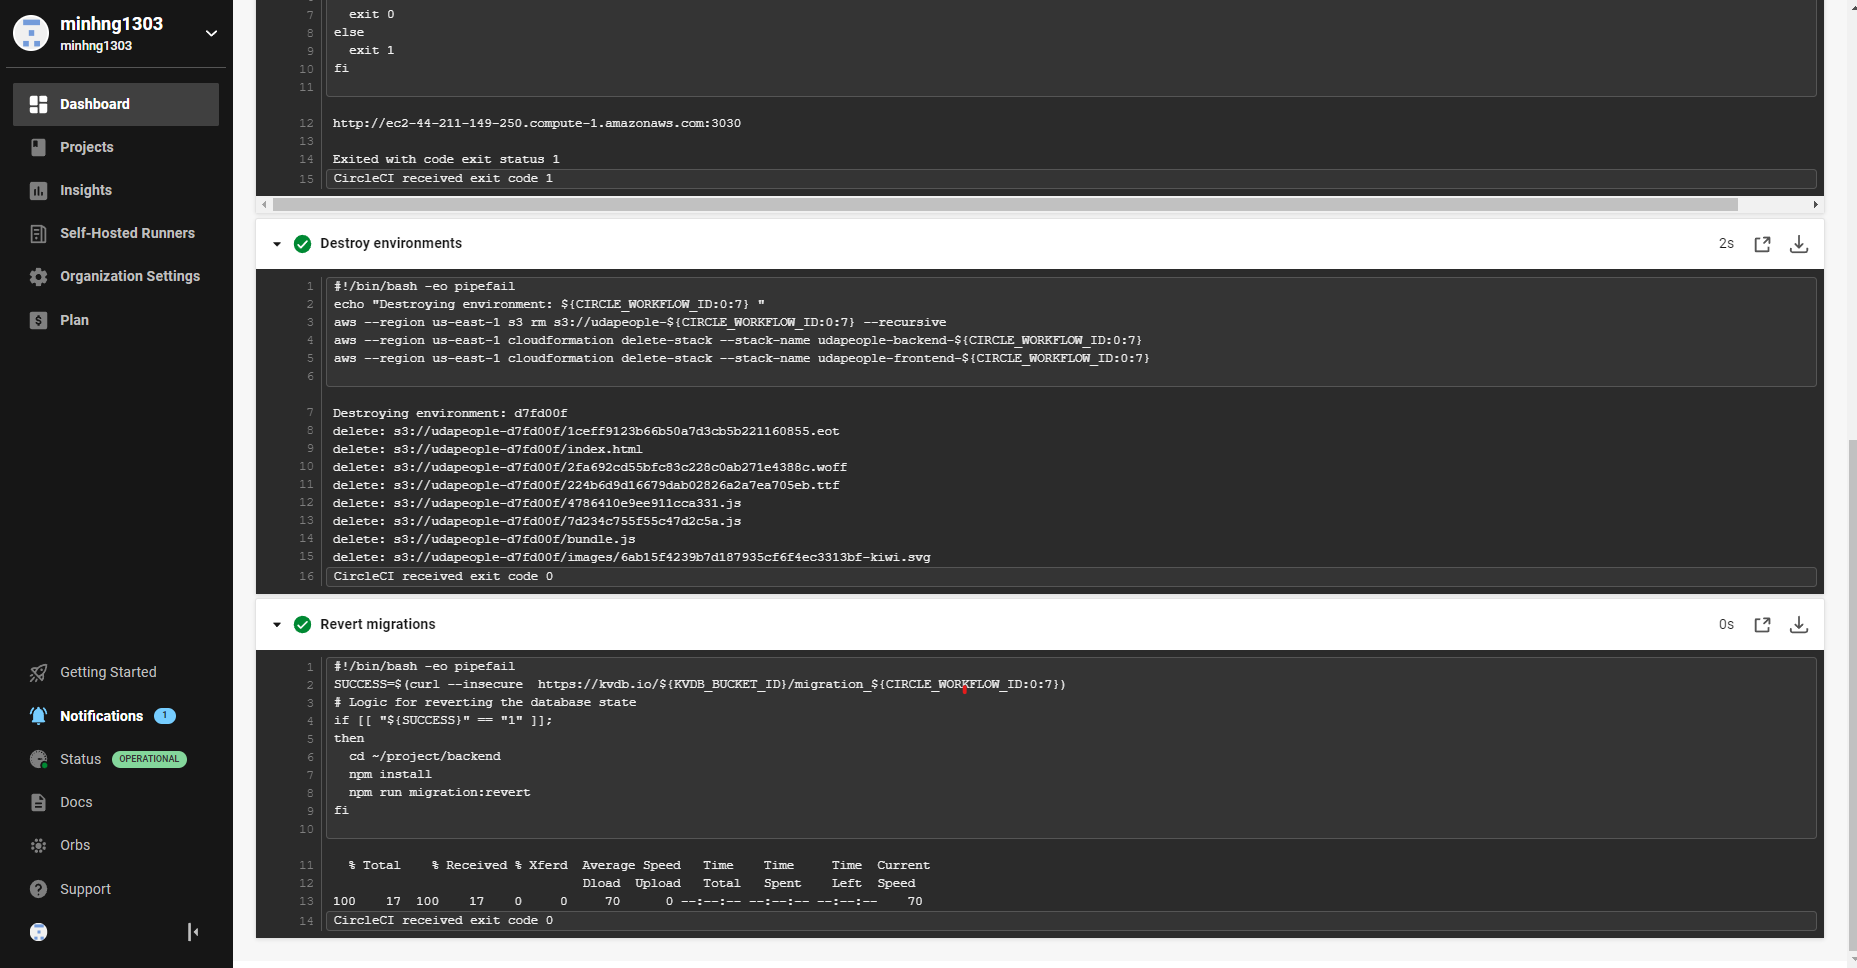 minhng1303
minhng1303
Dashboard
Projects
Insights
Self-Hosted Runners
Organization Settings
$ Plan
Getting Started
Notifications 1
Status OPERATIONAL
Docs
Orbs
? Support
7 exit 0
8 else
9 exit 1
10 fi
11
12 http://ec2-44-211-149-250.compute-1.amazonaws.com:3030
13
14 Exited with code exit status 1
15 CircleCI received exit code 1
Destroy environments 2s
1 #!/bin/bash -eo pipefail
2 echo "Destroying environment: ${CIRCLE_WORKFLOW_ID:0:7} "
3 aws --region us-east-1 s3 rm s3://udapeople-${CIRCLE_WORKFLOW_ID:0:7} --recursive
4 aws --region us-east-1 cloudformation delete-stack --stack-name udapeople-backend-${CIRCLE_WORKFLOW_ID:0:7}
5 aws --region us-east-1 cloudformation delete-stack --stack-name udapeople-frontend-${CIRCLE_WORKFLOW_ID:0:7}
6
7 Destroying environment: d7fd00f
8 delete: s3://udapeople-d7fd00f/1ceff9123b66b50a7d3cb5b221160855.eot
9 delete: s3://udapeople-d7fd00f/index.html
10 delete: s3://udapeople-d7fd00f/2fa692cd55bfc83c228c0ab271e4388c.woff
11 delete: s3://udapeople-d7fd00f/224b6d9d16679dab02826a2a7ea705eb.ttf
12 delete: s3://udapeople-d7fd00f/4786410e9ee911cca331.js
13 delete: s3://udapeople-d7fd00f/7d234c755f55c47d2c5a.js
14 delete: s3://udapeople-d7fd00f/bundle.js
15 delete: s3://udapeople-d7fd00f/images/6ab15f4239b7d187935cf6f4ec3313bf-kiwi.svg
16 CircleCI received exit code 0
Revert migrations 0s
1 #!/bin/bash -eo pipefail
2 SUCCESS=$(curl --insecure  https://kvdb.io/${KVDB_BUCKET_ID}/migration_${CIRCLE_WORKFLOW_ID:0:7})
3 # Logic for reverting the database state
4 if [[ "${SUCCESS}" == "1" ]];
5 then
6 cd ~/project/backend
7 npm install
8 npm run migration:revert
9 fi
10
11 % Total % Received % Xferd Average Speed Time Time Time Current
12 Dload Upload Total Spent Left Speed
13 100 17 100 17 0 0 70 0 --:--:-- --:--:-- --:--:-- 70
14 CircleCI received exit code 0